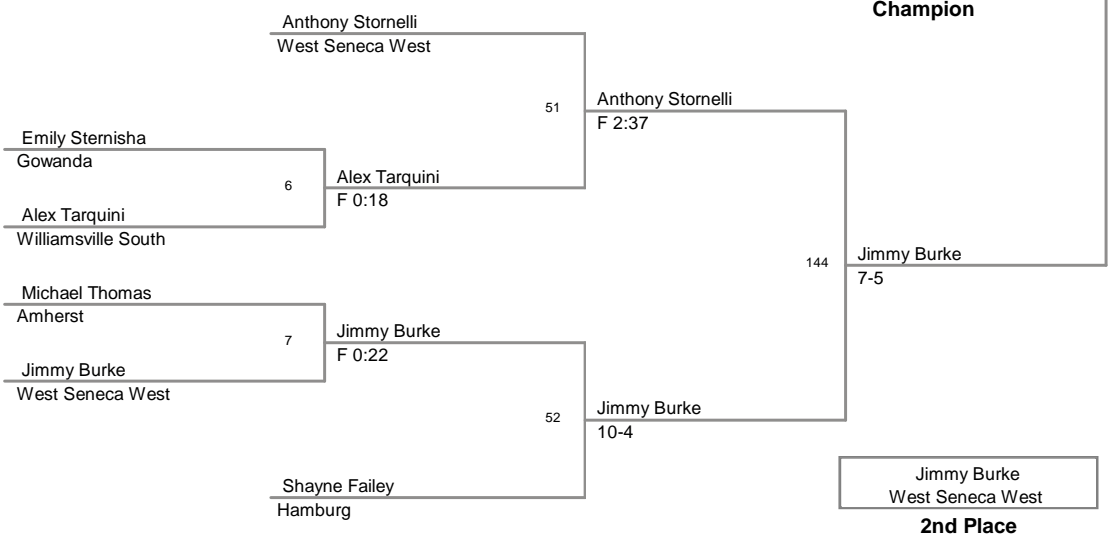 Champion
Anthony Stornelli
West Seneca West
51
Anthony Stornelli
F 2:37
Emily Sternisha
Gowanda
6
Alex Tarquini
F 0:18
Alex Tarquini
Williamsville South
144
Jimmy Burke
7-5
Michael Thomas
Amherst
7
Jimmy Burke
F 0:22
Jimmy Burke
West Seneca West
52
Jimmy Burke
10-4
Shayne Failey
Hamburg
Jimmy Burke
West Seneca West
2nd Place